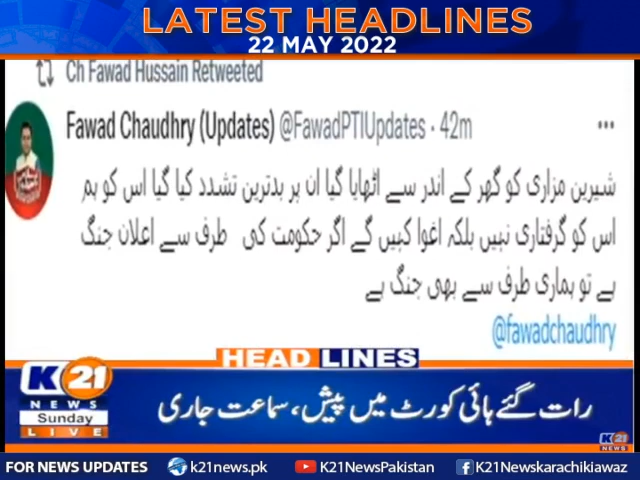 LATEST HEADLINES
22 MAY 2022
Ch Fawad Hussain Retweeted
Fawad Chaudhry (Updates) @FawadPTIUpdates · 42m
شیریں مزاری کو گھر کے اندر سے اٹھایا گیا ان پر بدترین تشدد کیا گیا اس کو ہم
اس کو گرفتاری نہیں بلکہ اغوا کہیں گے اگر حکومت کی طرف سے اعلان جنگ
ہے تو ہماری طرف سے بھی جنگ ہے
@fawadchaudhry
HEAD LINES
K21
NEWS
Sunday
LIVE
رات گئے ہائی کورٹ میں پیش، سماعت جاری
K21
NEWS
FOR NEWS UPDATES k21news.pk K21NewsPakistan K21Newskarachikiawaz